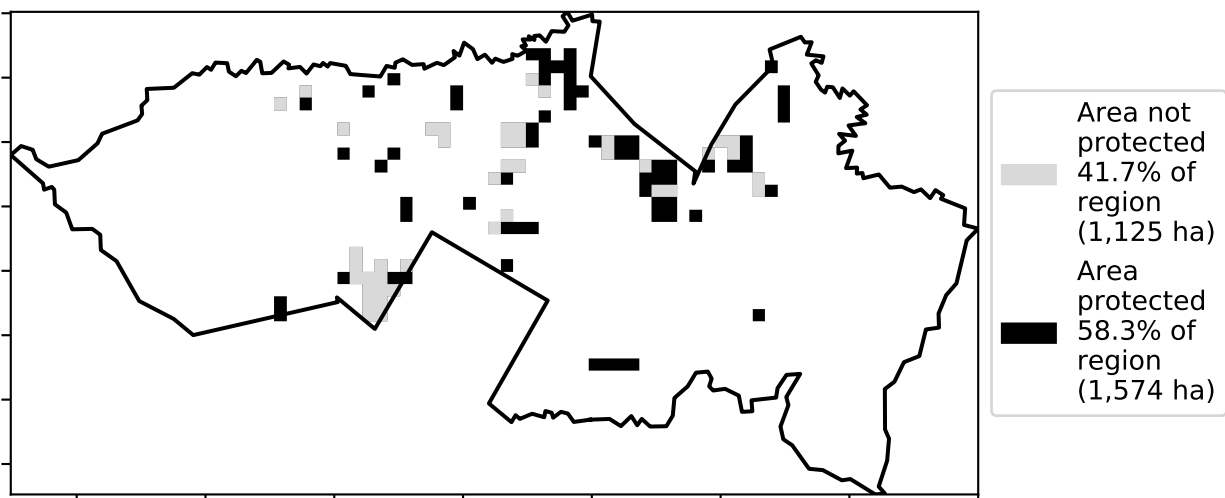 Area not
protected
41.7% of
region
(1,125 ha)
Area
protected
58.3% of
region
(1,574 ha)